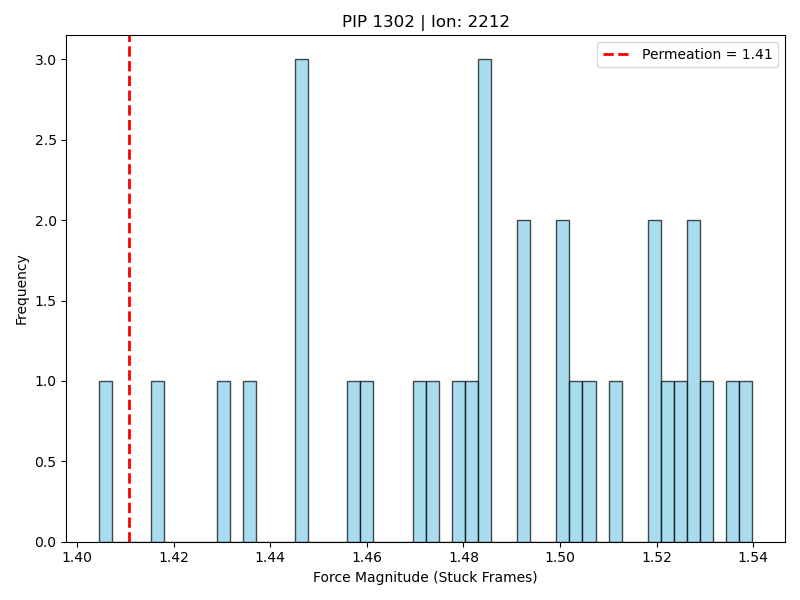 PIP 1302 | Ion: 2212
Permeation = 1.41
3.0
2.5
2.0
1.5
1.0
0.5
0.0
Frequency
1.40 1.42 1.44 1.46 1.48 1.50 1.52 1.54
Force Magnitude (Stuck Frames)